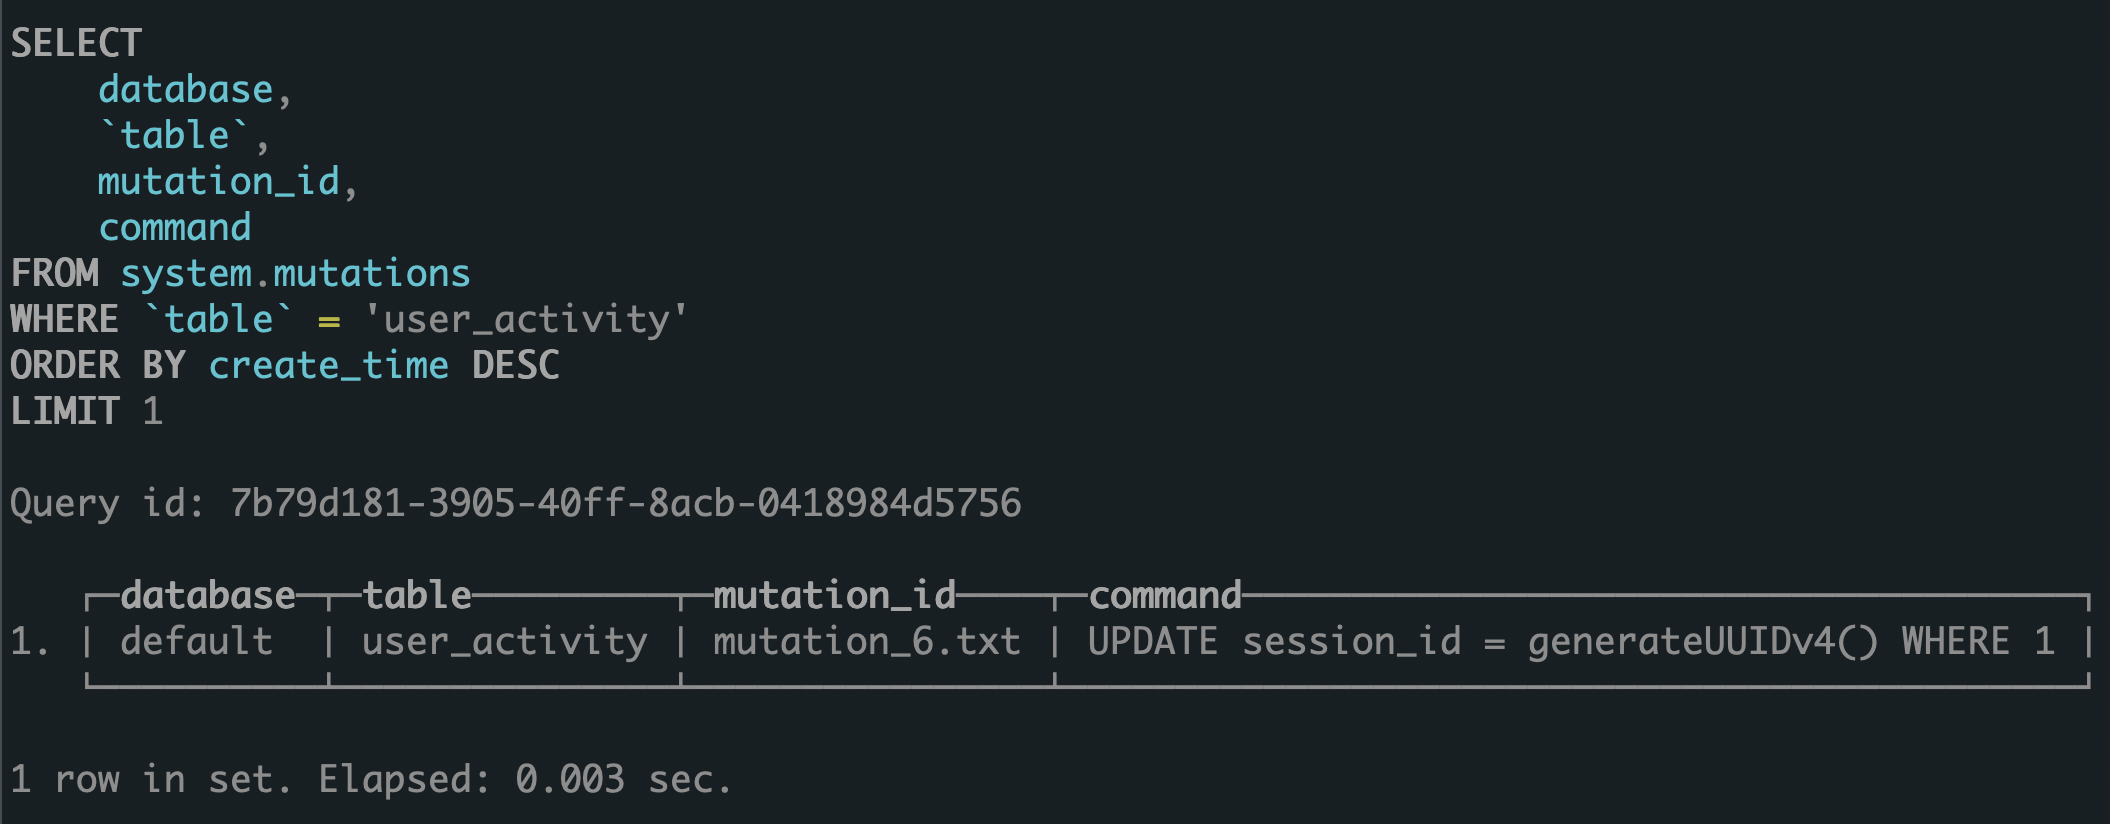 SELECT
    database,
    `table`,
    mutation_id,
    command
FROM system.mutations
WHERE `table` = 'user_activity'
ORDER BY create_time DESC
LIMIT 1
Query id: 7b79d181-3905-40ff-8acb-0418984d5756
   ┌─database─┬─table─────────┬─mutation_id────┬─command──────────────────────────────────────┐
1. │ default  │ user_activity │ mutation_6.txt │ UPDATE session_id = generateUUIDv4() WHERE 1 │
   └──────────┴───────────────┴────────────────┴──────────────────────────────────────────────┘
1 row in set. Elapsed: 0.003 sec.